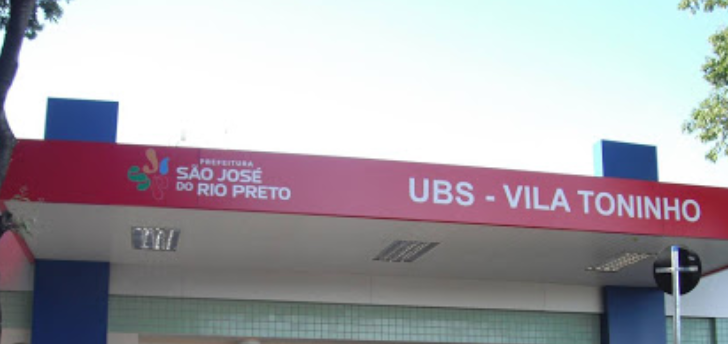 PREFEITURA
SÃO JOSÉ
DO RIO PRETO
UBS - VILA TONINHO